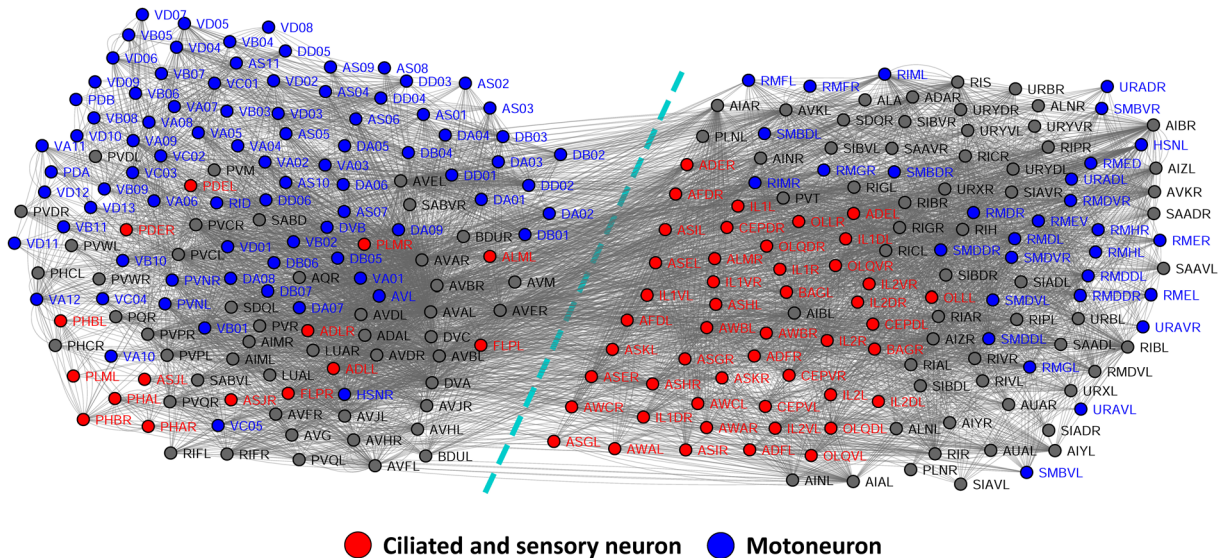 VD07
VD05
VD08
VB05
VB04
VD04
DD05
VD06
AS11
AS09
AS08
VD09
VB07
VC01
VD02
DD03
AS02
PDB
VB06
AS04
DD04
VB08
VA07
VB03
VD03
AS06
AS01
AS03
VA08
VD10
VA09
VA05
AS05
DA04
DB03
VA11
VA04
DA05
PVDL
VC02
DB04
DB02
PDA
VC03
PVM
VA02
VA03
DA03
DD01
VD12
VB09
PDEL
AS10
DA06
AVEL
DD02
VA06
RID
DD06
DA01
PVDR
VD13
SABVR
VB11
PVCR
SABD
AS07
DA02
PDER
DVB
DA09
BDUR
DB01
VD11
PVWL
VD01
VB02
PLMR
PVCL
DB05
AVAR
ALML
VB10
DB06
PHCL
PVWR
PVNR
DA08
AQR
VA01
AVBR
AVM
DB07
VA12
VC04
PVNL
SDQL
DA07
AVL
AVDL
AVAL
AVER
PHBL
PQR
VB01
PVR
ADLR
ADAL
DVC
PHCR
PVPR
AIMR
FLPL
VA10
PVPL
AIML
LUAR
AVDR
AVBL
PLML
ASJL
SABVL
LUAL
ADLL
DVA
PHAL
PVQR
ASJR
FLPR
HSNR
AVJR
PHBR
PHAR
VC05
AVFR
AVJL
AVHL
AVG
AVHR
RIFL
RIFR
PVQL
AVFL
BDUL
RMFL
RMFR
RIML
RIS
URBR
URADR
AIAR
AVKL
ALA
ADAR
ALNR
SMBVR
SDQR
URYDR
PLNL
SMBDL
SIBVR
URYVL
URYVR
AIBR
SIBVL
SAAVR
RIPR
HSNL
ADER
AINR
RICR
RMED
RMGR
SMBDR
URYDL
AIZL
RIMR
URADL
AFDR
PVT
RIGL
URXR
SIAVR
AVKR
IL1L
RIBR
RMDVR
ASIL
CEPDR
OLLR
ADEL
RMDR
RMEV
SAADR
RIGR
RIH
RMHR
OLQDR
IL1DL
RMDL
RMER
ASEL
ALMR
RICL
SMDDR
SMDVR
RMHL
IL1R
OLQVR
SIBDR
SIADL
RMDDL
SAAVL
IL1VL
IL1VR
BAGL
IL2VR
ASHL
IL2DR
OLLL
SMDVL
RMDDR
RMEL
AFDL
AIBL
RIAR
RIPL
URBL
AWBL
AWBR
CEPDL
URAVR
IL2R
AIZR
SMDDL
SAADL
ASKL
BAGR
RIBL
ASGR
ADFR
RIAL
RIVR
RMGL
ASER
ASHR
ASKR
CEPVR
SIBDL
RIVL
RMDVL
URXL
AWCR
AWCL
CEPVL
IL2L
IL2DL
AUAR
URAVL
IL1DR
ASGL
AWAR
IL2VL
OLQDL
ALNL
AIYR
SIADR
AWAL
ASIR
ADFL
OLQVL
RIR
AUAL
AIYL
AINL
AIAL
PLNR
SIAVL
SMBVL
Ciliated and sensory neuron
Motoneuron